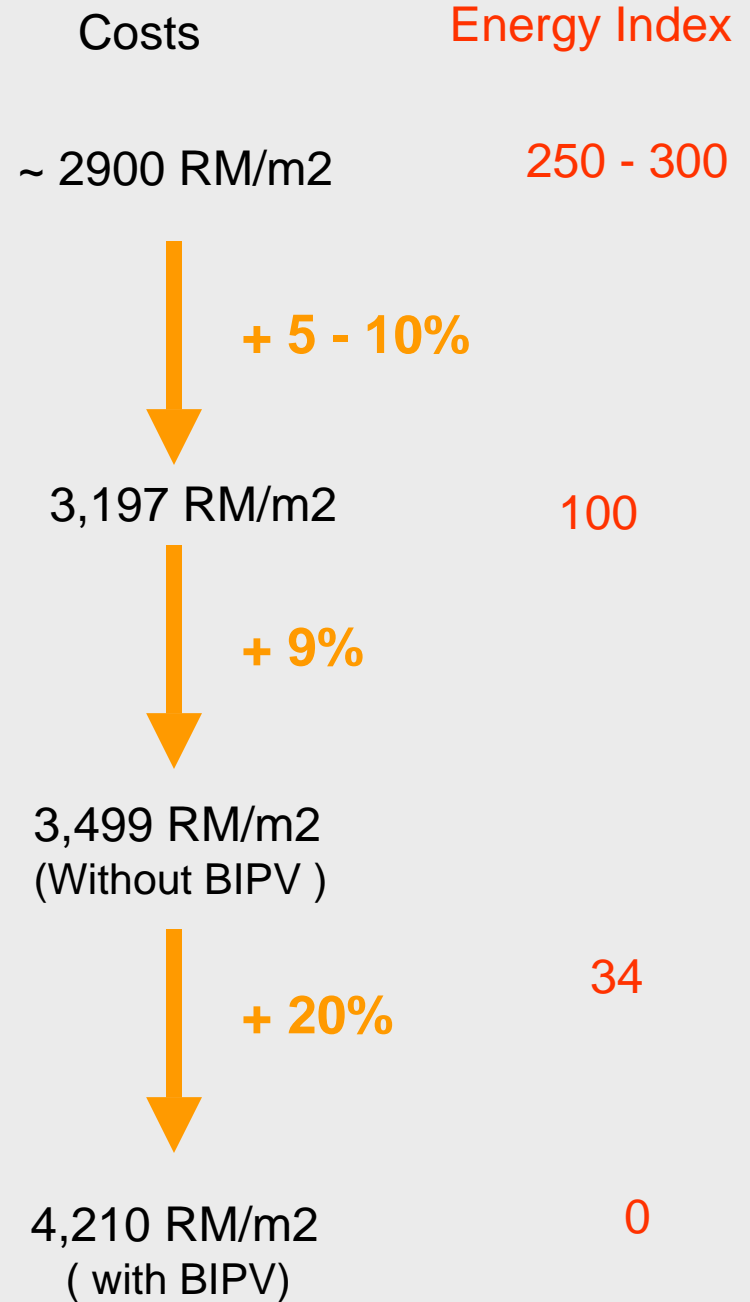 Costs Energy Index
~ 2900 RM/m2 250 - 300
+ 5 - 10%
3,197 RM/m2 100
+ 9%
3,499 RM/m2
(Without BIPV )
34
+ 20%
4,210 RM/m2 0
( with BIPV)